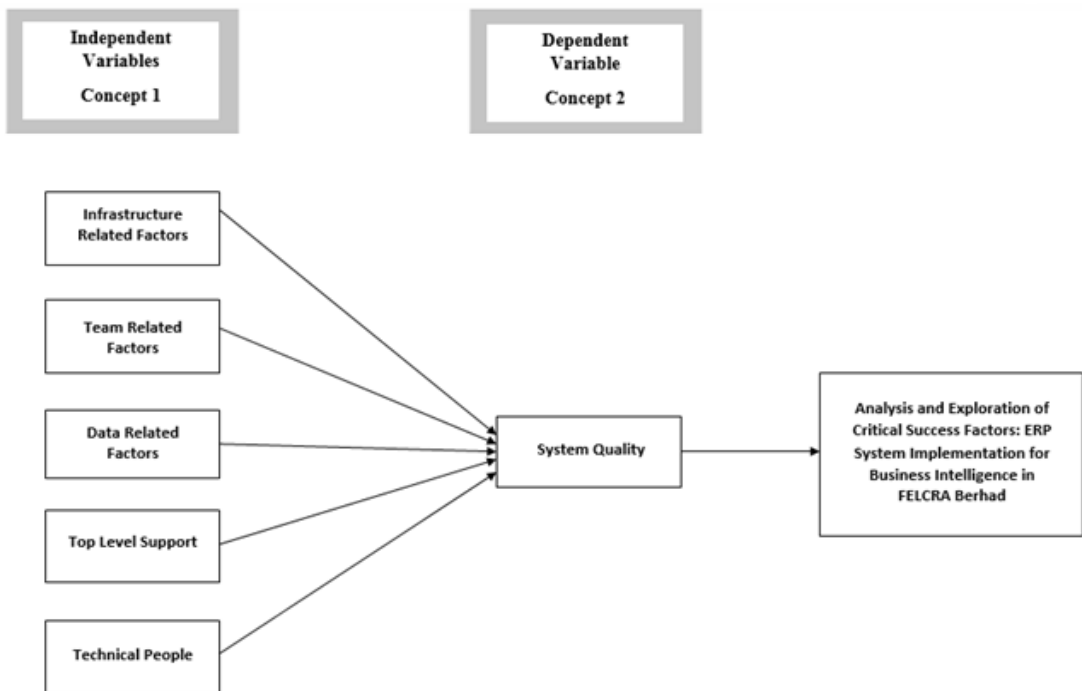 Independent
Variables
Concept 1
Dependent
Variable
Concept 2
Infrastructure
Related Factors
Team Related
Factors
Data Related
Factors
Top Level Support
Technical People
System Quality
Analysis and Exploration of
Critical Success Factors: ERP
System Implementation for
Business Intelligence in
FELCRA Berhad